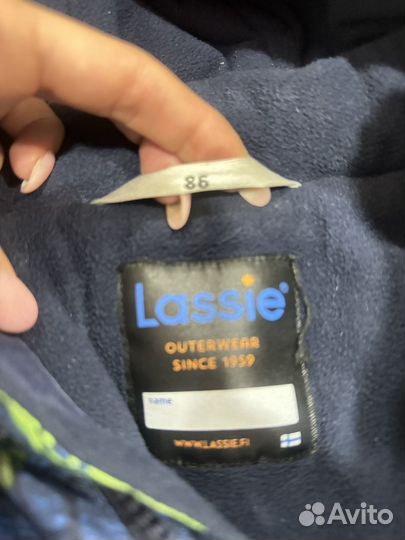 86
Lassie®
OUTERWEAR
SINCE 1959
name
WWW.LASSIE.FI
Avito